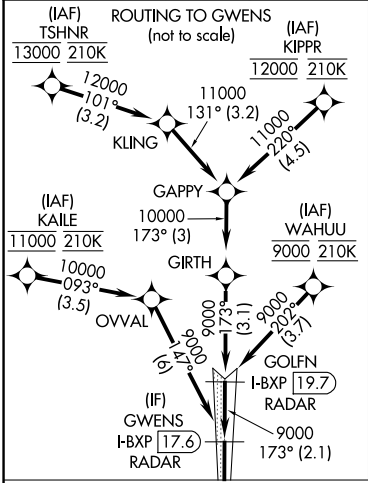 ROUTING TO GWENS
(not to scale)
(IAF)
TSHNR
13000 210K
(IAF)
KIPPR
12000 210K
12000
101°
(3.2)
KLING
11000
131° (3.2)
11000
220°
(4.5)
GAPPY
10000
173° (3)
(IAF)
KAILE
11000 210K
(IAF)
WAHUU
9000 210K
10000
093°
(3.5)
OVVAL
GIRTH
9000
173°
(3.1)
9000
202°
(3.7)
9000
147°
(6)
GOLFN
I-BXP 19.7
RADAR
(IF)
GWENS
I-BXP 17.6
RADAR
9000
173° (2.1)